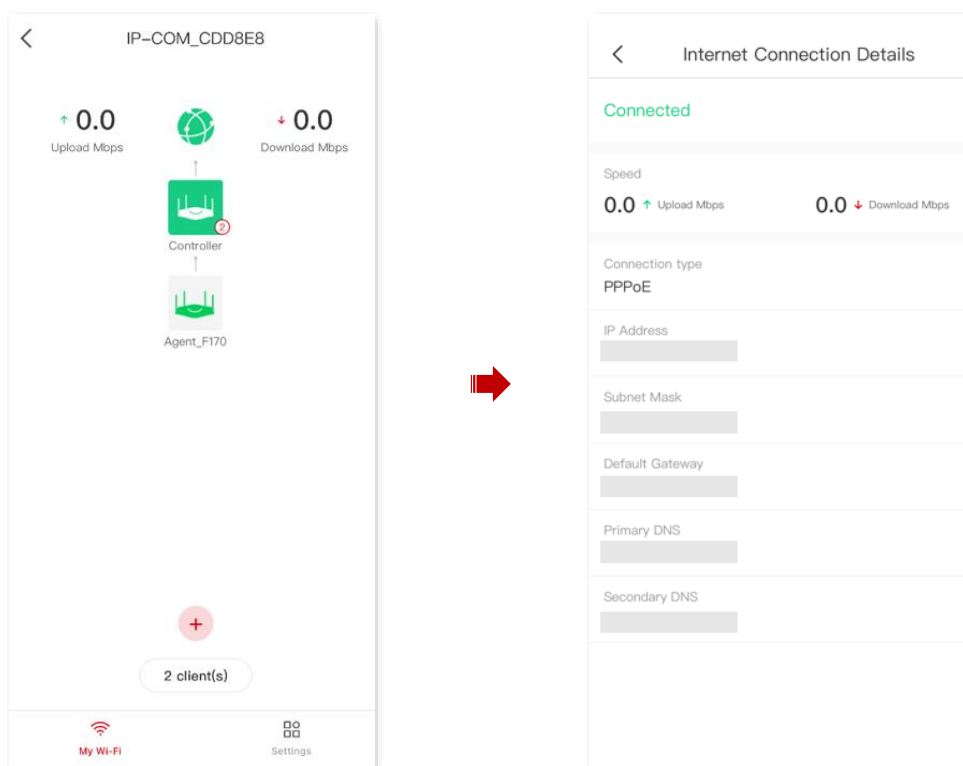 IP-COM_CDD8E8
↑ 0.0
Upload Mbps
↓ 0.0
Download Mbps
2
Controller
Agent_F170
+
2 client(s)
My Wi-Fi
Settings
Internet Connection Details
Connected
Speed
0.0 ↑ Upload Mbps 0.0 ↓ Download Mbps
Connection type
PPPoE
IP Address
Subnet Mask
Default Gateway
Primary DNS
Secondary DNS